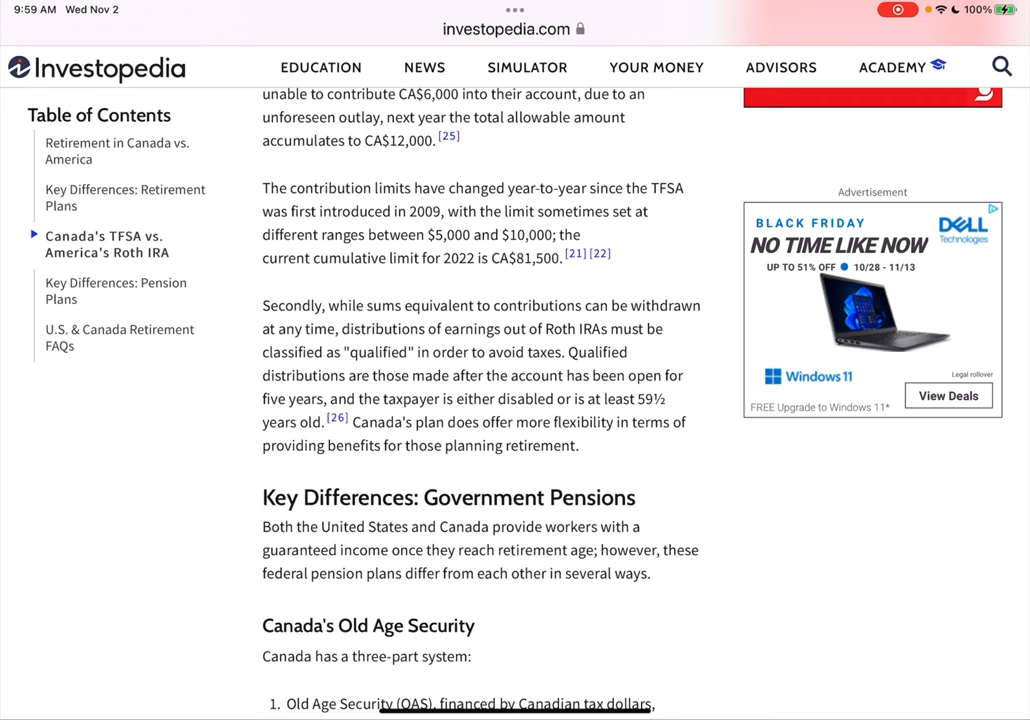 9:59 AM Wed Nov 2
100%
investopedia.com
Investopedia
EDUCATION
NEWS
SIMULATOR
YOUR MONEY
ADVISORS
ACADEMY
Table of Contents
Retirement in Canada vs.
America
Key Differences: Retirement
Plans
Canada's TFSA vs.
America's Roth IRA
Key Differences: Pension
Plans
U.S. & Canada Retirement
FAQs
unable to contribute CA$6,000 into their account, due to an
unforeseen outlay, next year the total allowable amount
accumulates to CA$12,000. [25]
The contribution limits have changed year-to-year since the TFSA
was first introduced in 2009, with the limit sometimes set at
different ranges between $5,000 and $10,000; the
current cumulative limit for 2022 is CA$81,500. [21] [22]
Secondly, while sums equivalent to contributions can be withdrawn
at any time, distributions of earnings out of Roth IRAs must be
classified as "qualified" in order to avoid taxes. Qualified
distributions are those made after the account has been open for
five years, and the taxpayer is either disabled or is at least 59½
years old. [26] Canada's plan does offer more flexibility in terms of
providing benefits for those planning retirement.
Key Differences: Government Pensions
Both the United States and Canada provide workers with a
guaranteed income once they reach retirement age; however, these
federal pension plans differ from each other in several ways.
Canada's Old Age Security
Canada has a three-part system:
1. Old Age Security (OAS), financed by Canadian tax dollars,
Advertisement
BLACK FRIDAY
DELL
Technologies
NO TIME LIKE NOW
UP TO 51% OFF 10/28 - 11/13
Windows 11
Legal rollover
View Deals
FREE Upgrade to Windows 11*